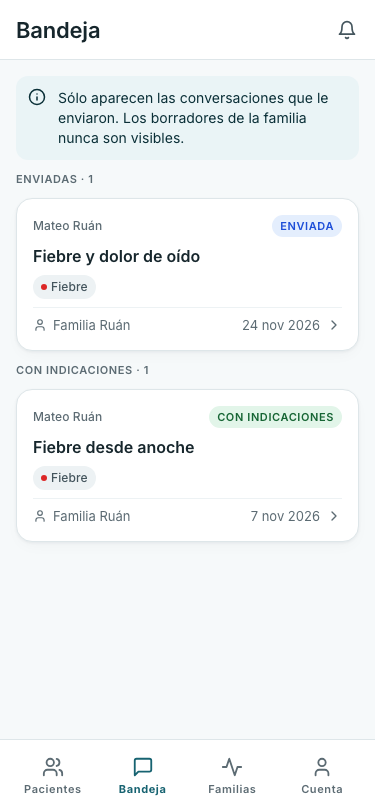 Bandeja
Sólo aparecen las conversaciones que le
enviaron. Los borradores de la familia
nunca son visibles.
ENVIADAS · 1
Mateo Ruán
ENVIADA
Fiebre y dolor de oído
Fiebre
Familia Ruán
24 nov 2026
CON INDICACIONES · 1
Mateo Ruán
CON INDICACIONES
Fiebre desde anoche
Fiebre
Familia Ruán
7 nov 2026
Pacientes
Bandeja
Familias
Cuenta